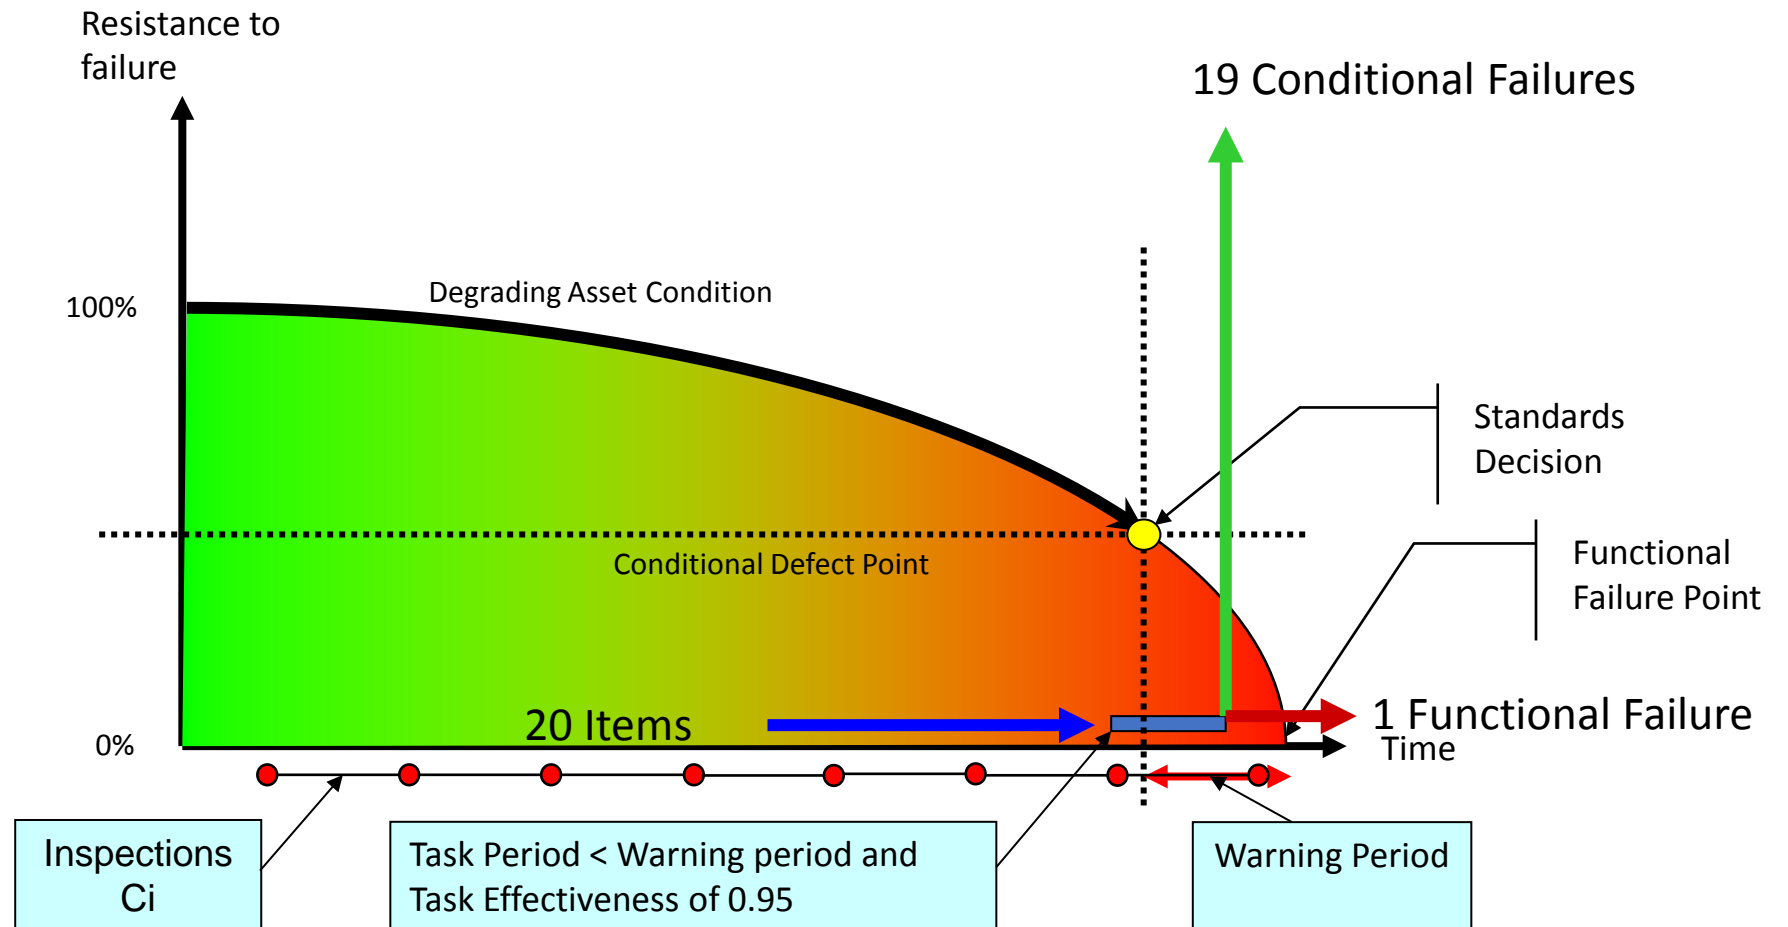 Resistance to
failure
19 Conditional Failures
100%
Degrading Asset Condition
Standards
Decision
Conditional Defect Point
Functional
Failure Point
20 Items
1 Functional Failure
0%
Time
Inspections
Ci
Task Period < Warning period and
Task Effectiveness of 0.95
Warning Period